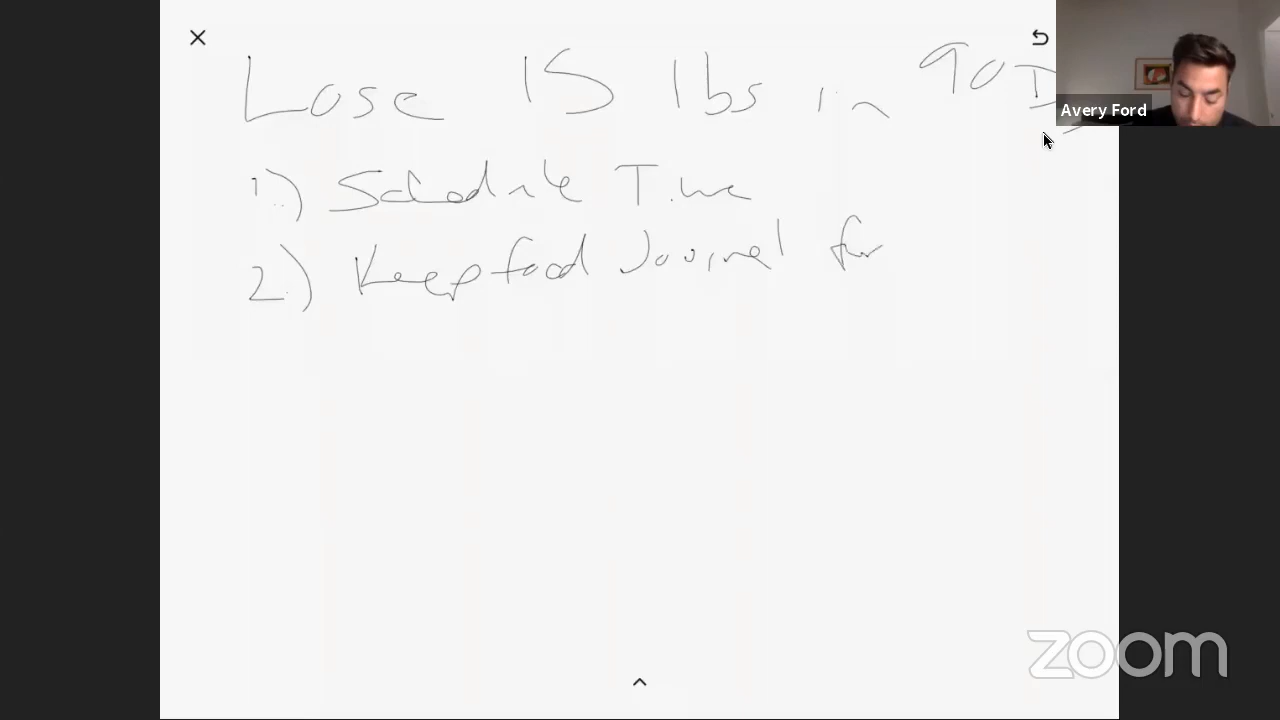 Lose 15 lbs in 90 D
Avery Ford
1.) Schedule Time
2.) Keep food Journal for
zoom